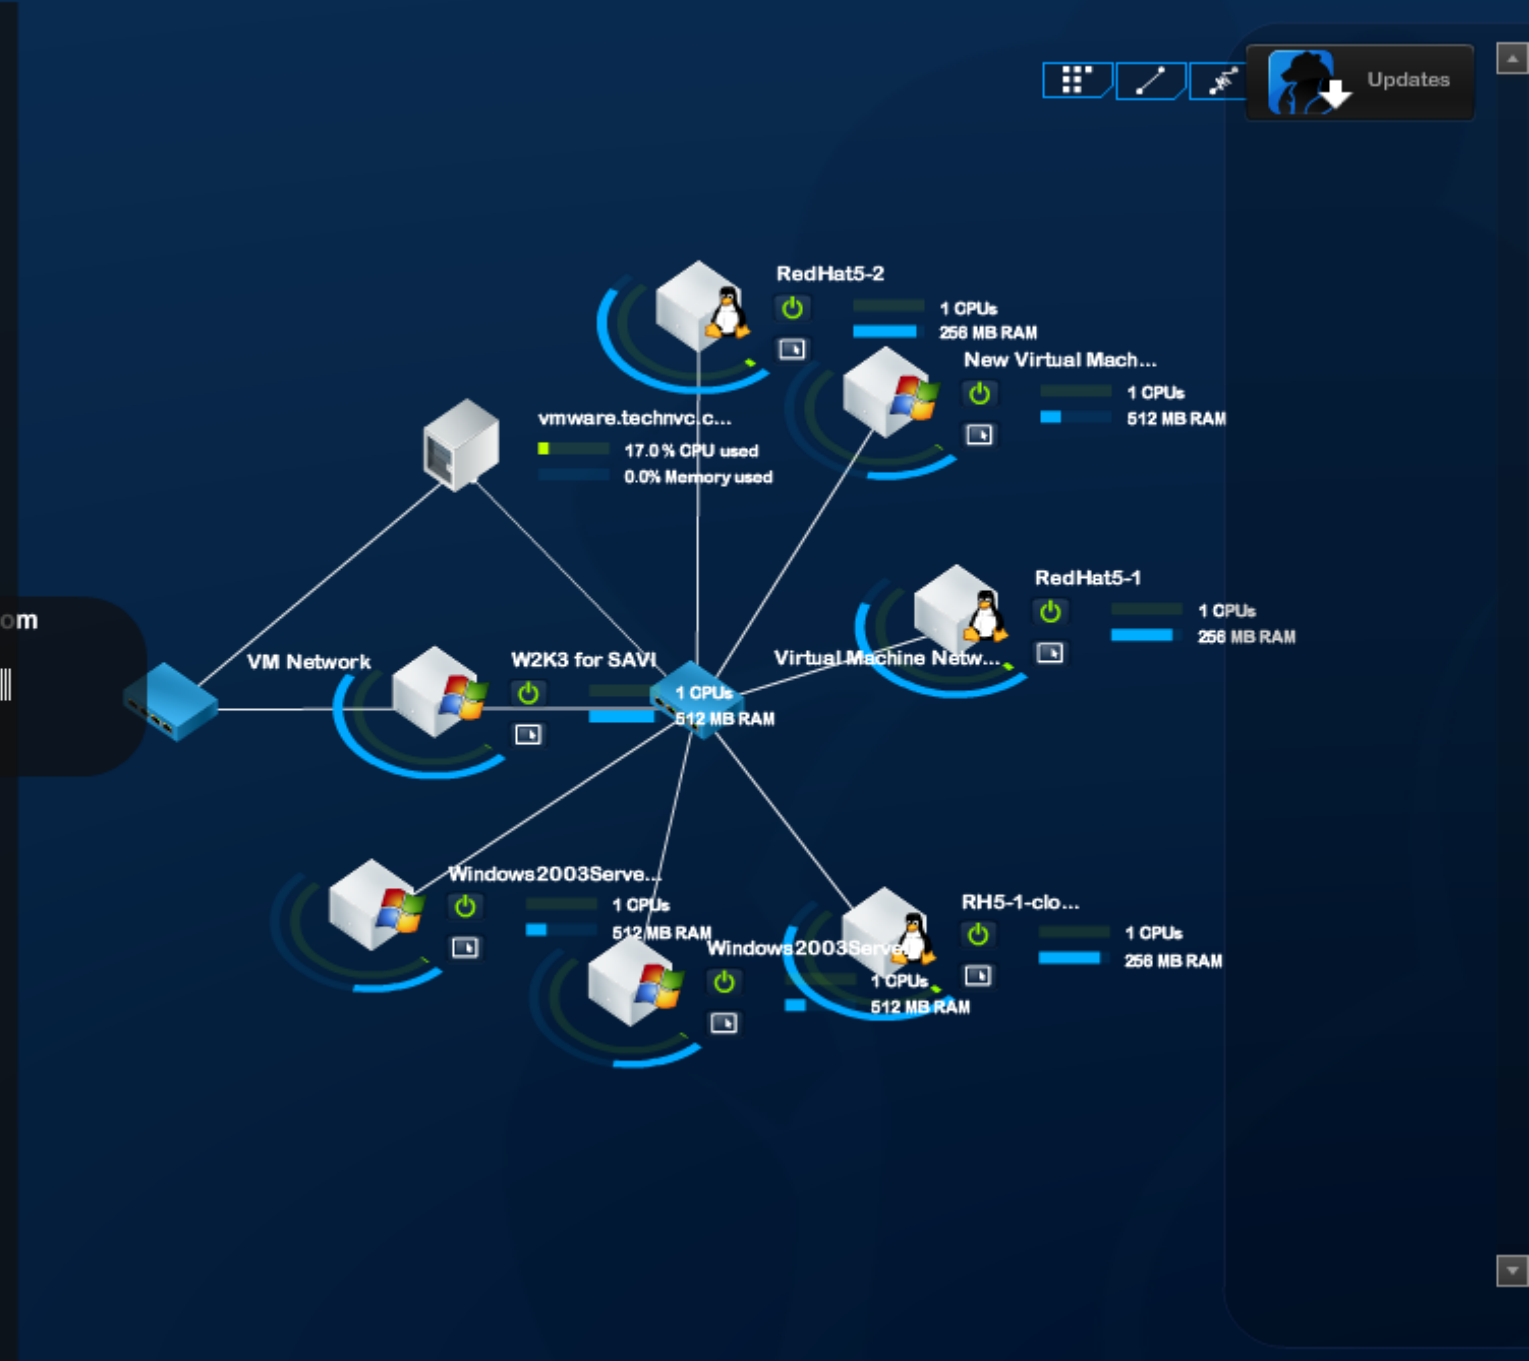 Updates
RedHat5-2
1 CPUs
256 MB RAM
New Virtual Mach...
1 CPUs
512 MB RAM
vmware.technvc.c...
17.0% CPU used
0.0% Memory used
RedHat5-1
1 CPUs
256 MB RAM
om
VM Network
W2K3 for SAVI
1 CPUs
512 MB RAM
Virtual Machine Netw...
Windows2003Serve...
1 CPUs
512 MB RAM
Windows2003Serve
1 CPUs
512 MB RAM
RH5-1-clo...
1 CPUs
256 MB RAM